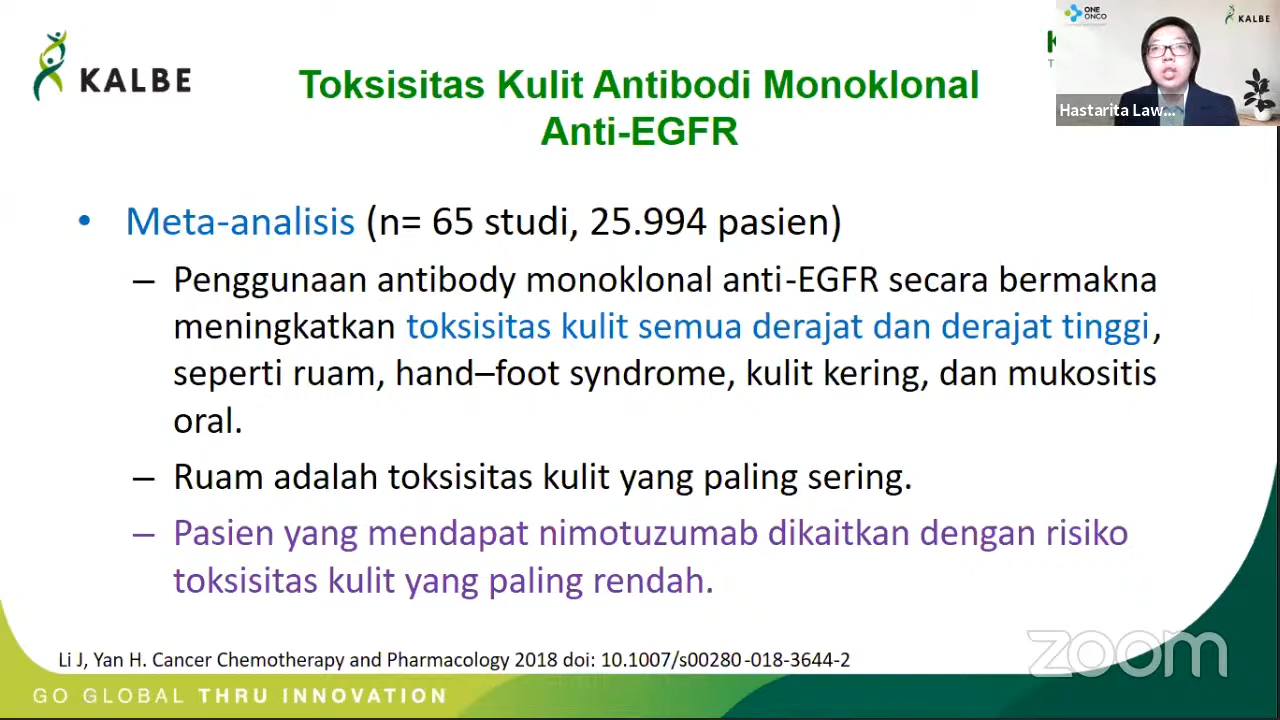 KALBE
Toksisitas Kulit Antibodi Monoklonal
Anti-EGFR
ONE
ONCO
KALBE
Hastarita Law...
• Meta-analisis (n= 65 studi, 25.994 pasien)
– Penggunaan antibody monoklonal anti-EGFR secara bermakna
meningkatkan toksisitas kulit semua derajat dan derajat tinggi,
seperti ruam, hand–foot syndrome, kulit kering, dan mukositis
oral.
– Ruam adalah toksisitas kulit yang paling sering.
– Pasien yang mendapat nimotuzumab dikaitkan dengan risiko
toksisitas kulit yang paling rendah.
Li J, Yan H. Cancer Chemotherapy and Pharmacology 2018 doi: 10.1007/s00280-018-3644-2
zoom
GO GLOBAL THRU INNOVATION